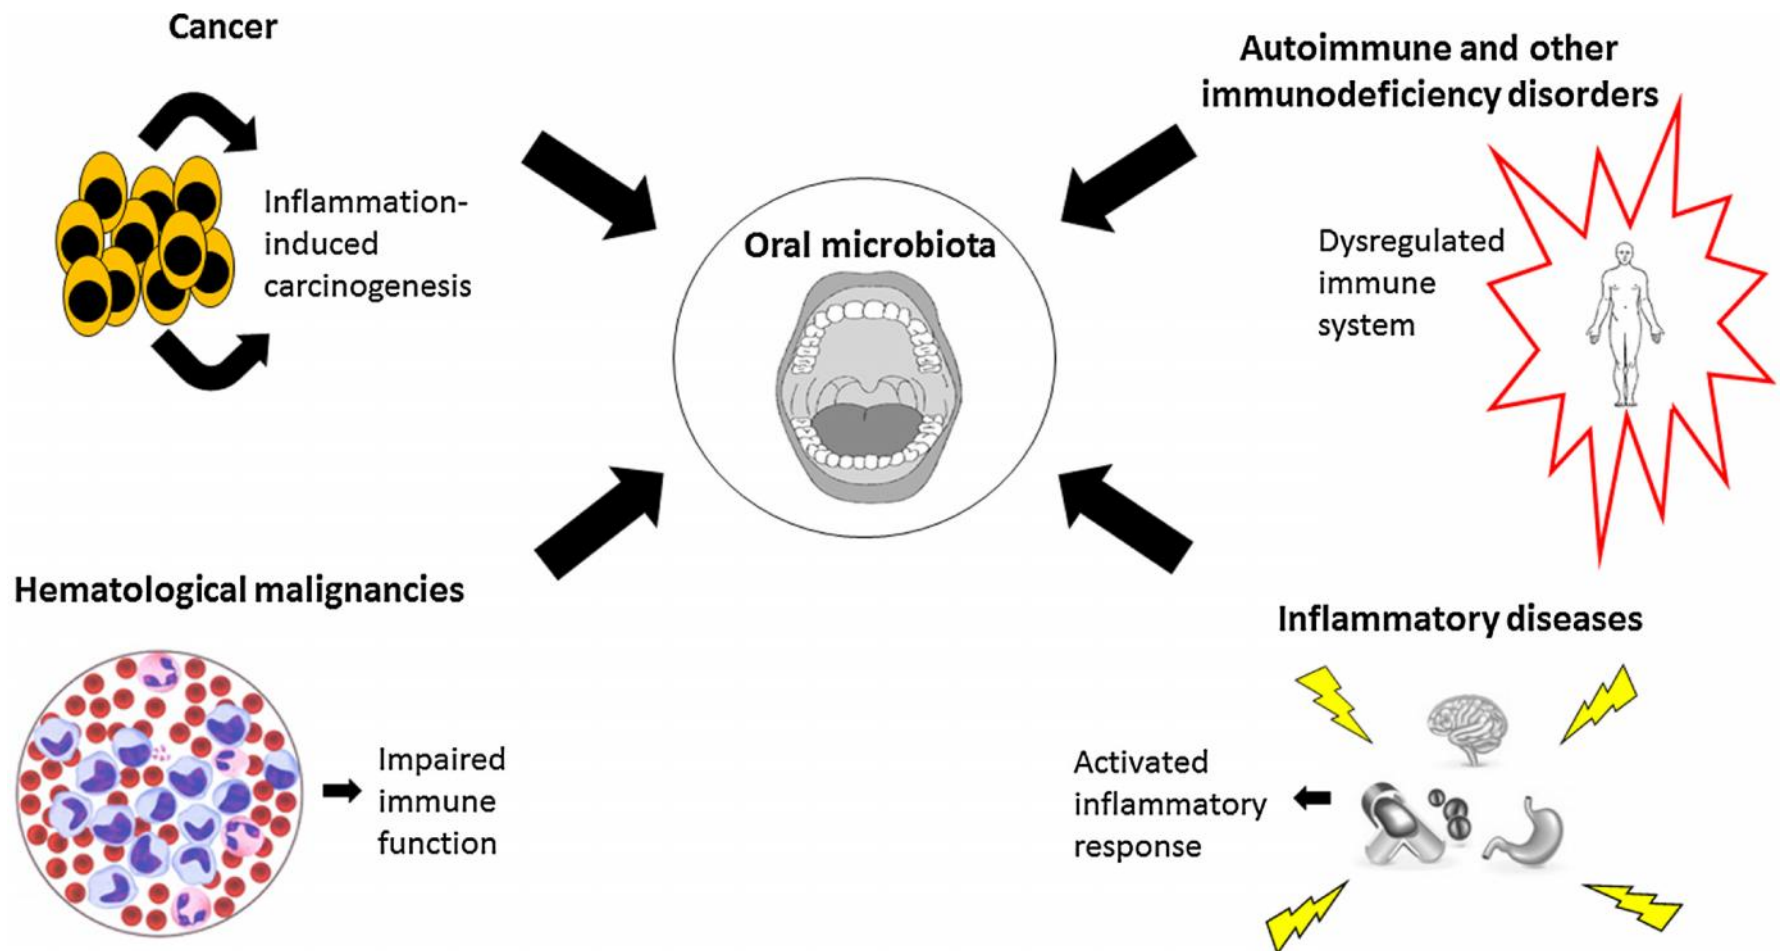 Cancer
Inflammation-
induced
carcinogenesis
Autoimmune and other
immunodeficiency disorders
Dysregulated
immune
system
Oral microbiota
Hematological malignancies
Impaired
immune
function
Inflammatory diseases
Activated
inflammatory
response